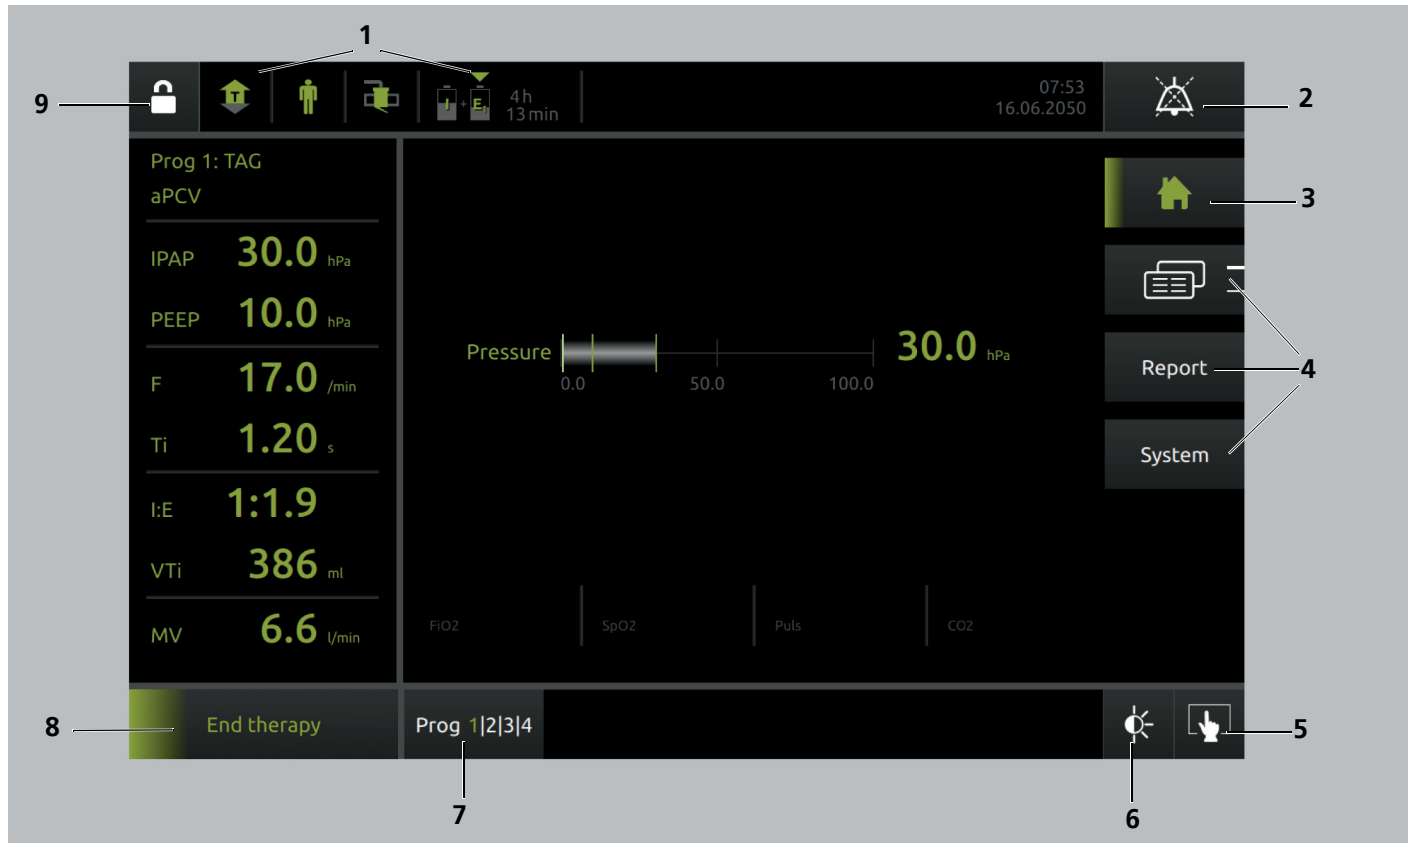 1
9
T
I + E
4 h
13 min
07:53
16.06.2050
2
Prog 1: TAG
aPCV
IPAP 30.0 hPa
PEEP 10.0 hPa
F 17.0 /min
Ti 1.20 s
I:E 1:1.9
VTi 386 ml
MV 6.6 l/min
Pressure 30.0 hPa
0.0 50.0 100.0
FiO2 SpO2 Puls CO2
3
Report
4
System
8
End therapy
Prog 1|2|3|4
5
7
6